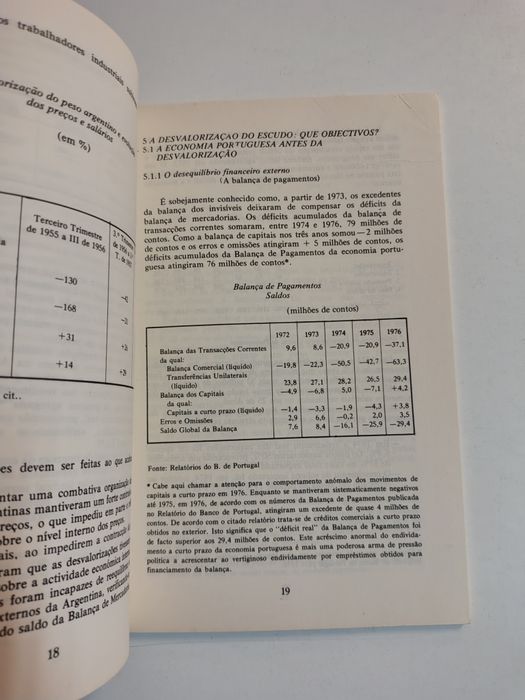 os trabalhadores industriais
orização do peso argentino e
dos preços e salários
(em %)
Terceiro Trimestre
de 1955 a III de 1956
—130
—168
+31
+14
cit..
es devem ser feitas ao que
ntar uma combativa organização
atinas mantiveram um forte
reços, o que impediu em
obre o nível interno dos preços.
ais, ao impedirem a
ram que as desvalorizações
obre a actividade económica
s foram incapazes de
xternos da Argentina,
do saldo da Balança de
18
5 A DESVALORIZAÇAO DO ESCUDO: QUE OBJECTIVOS?
5.1 A ECONOMIA PORTUGUESA ANTES DA
DESVALORIZAÇÃO
5.1.1 O desequilíbrio financeiro externo
(A balança de pagamentos)
É sobejamente conhecido como, a partir de 1973, os excedentes
da balança dos invisíveis deixaram de compensar os déficits da
balança de mercadorias. Os déficits acumulados da balança de
transacções correntes somaram, entre 1974 e 1976, 79 milhões de
contos. Como a balança de capitais nos três anos somou —2 milhões
de contos e os erros e omissões atingiram + 5 milhões de contos, os
déficits acumulados da Balança de Pagamentos da economia portu-
guesa atingiram 76 milhões de contos*.
Balança de Pagamentos
Saldos
(milhões de contos)
1972 1973 1974 1975 1976
Balança das Transacções Correntes 9,6 8,6 —20,9 —20,9 —37,1
da qual:
Balança Comercial (líquido) —19,8 —22,3 —50,5 —42,7 —63,3
Transferências Unilaterais
(líquido) 23,8 27,1 28,2 26,5 29,4
Balança dos Capitais —4,9 —6,8 5,0 —7,1 +4,2
da qual:
Capitais a curto prazo (líquido) —1,4 —3,3 —1,9 —4,3 +3,8
Erros e Omissões 2,9 6,6 —0,2 2,0 3,5
Saldo Global da Balança 7,6 8,4 —16,1 —25,9 —29,4
Fonte: Relatórios do B. de Portugal
* Cabe aqui chamar a atenção para o comportamento anómalo dos movimentos de
capitais a curto prazo em 1976. Enquanto se mantiveram sistematicamente negativos
até 1975, em 1976, de acordo com os números da Balança de Pagamentos publicada
no Relatório do Banco de Portugal, atingiram um excedente de quase 4 milhões de
contos. De acordo com o citado relatório trata-se de créditos comerciais a curto prazo
obtidos no exterior. Isto significa que o "déficit real" da Balança de Pagamentos foi
de facto superior aos 29,4 milhões de contos. Este acréscimo anormal do endivida-
mento a curto prazo da economia portuguesa é mais uma poderosa arma de pressão
política a acrescentar ao vertiginoso endividamento por empréstimos obtidos para
financiamento da balança.
19